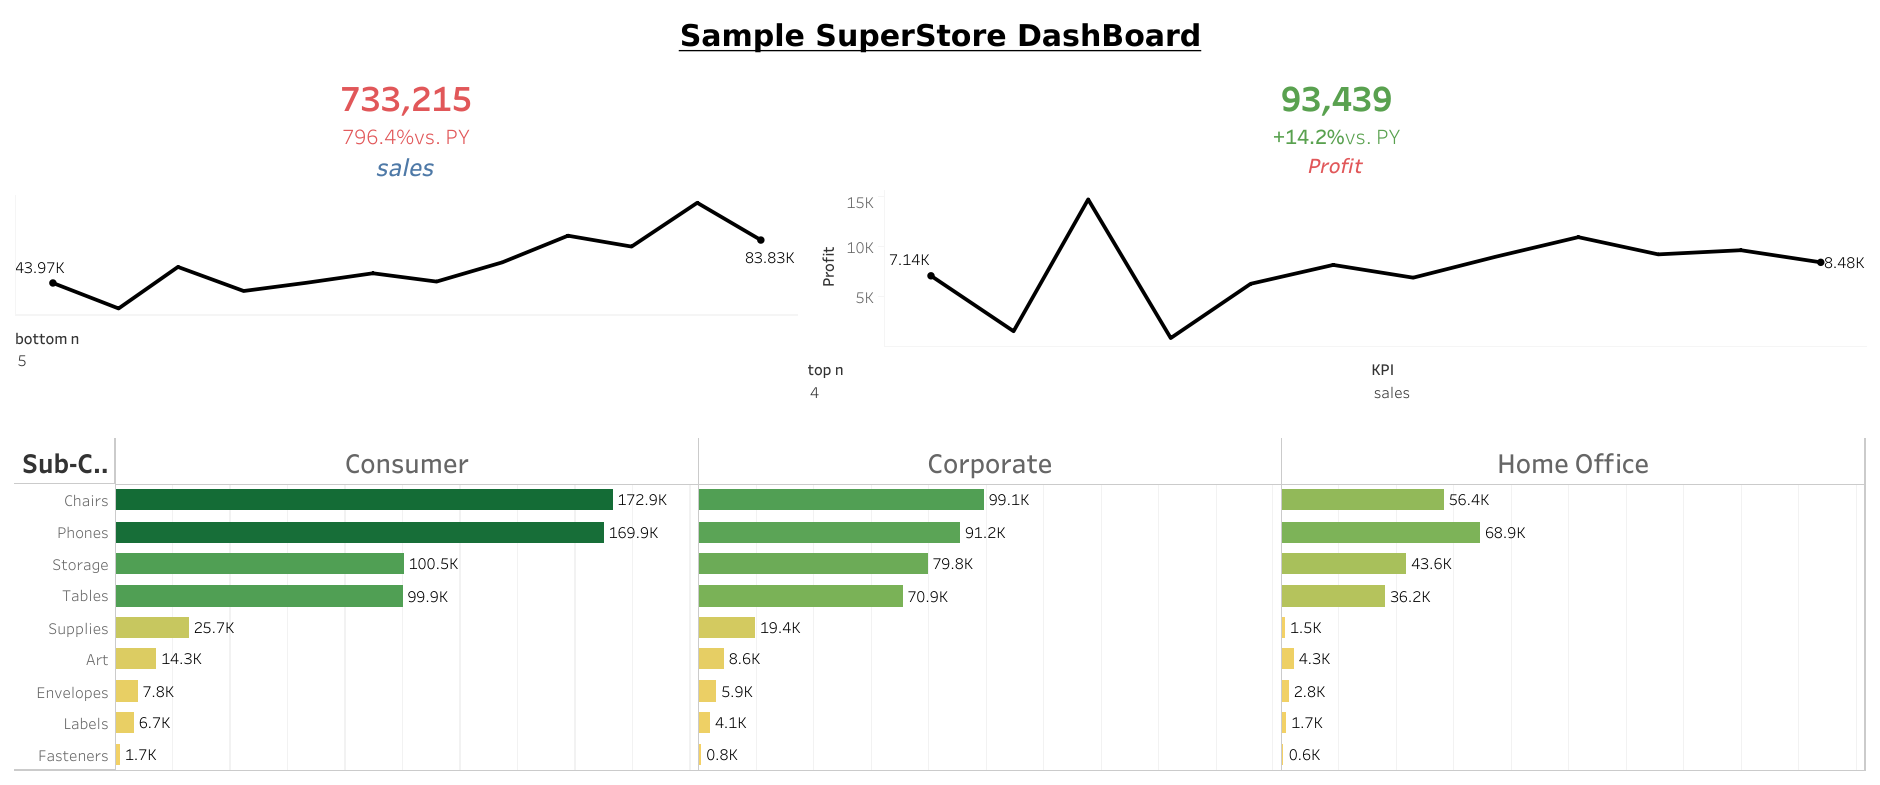 Sample SuperStore DashBoard
733,215
796.4%vs. PY
sales
93,439
+14.2%vs. PY
Profit
43.97K
83.83K
Profit
15K
10K
5K
7.14K
8.48K
bottom n
5
top n
4
KPI
sales
Sub-C.. Consumer Corporate Home Office
Chairs 172.9K 99.1K 56.4K
Phones 169.9K 91.2K 68.9K
Storage 100.5K 79.8K 43.6K
Tables 99.9K 70.9K 36.2K
Supplies 25.7K 19.4K 1.5K
Art 14.3K 8.6K 4.3K
Envelopes 7.8K 5.9K 2.8K
Labels 6.7K 4.1K 1.7K
Fasteners 1.7K 0.8K 0.6K